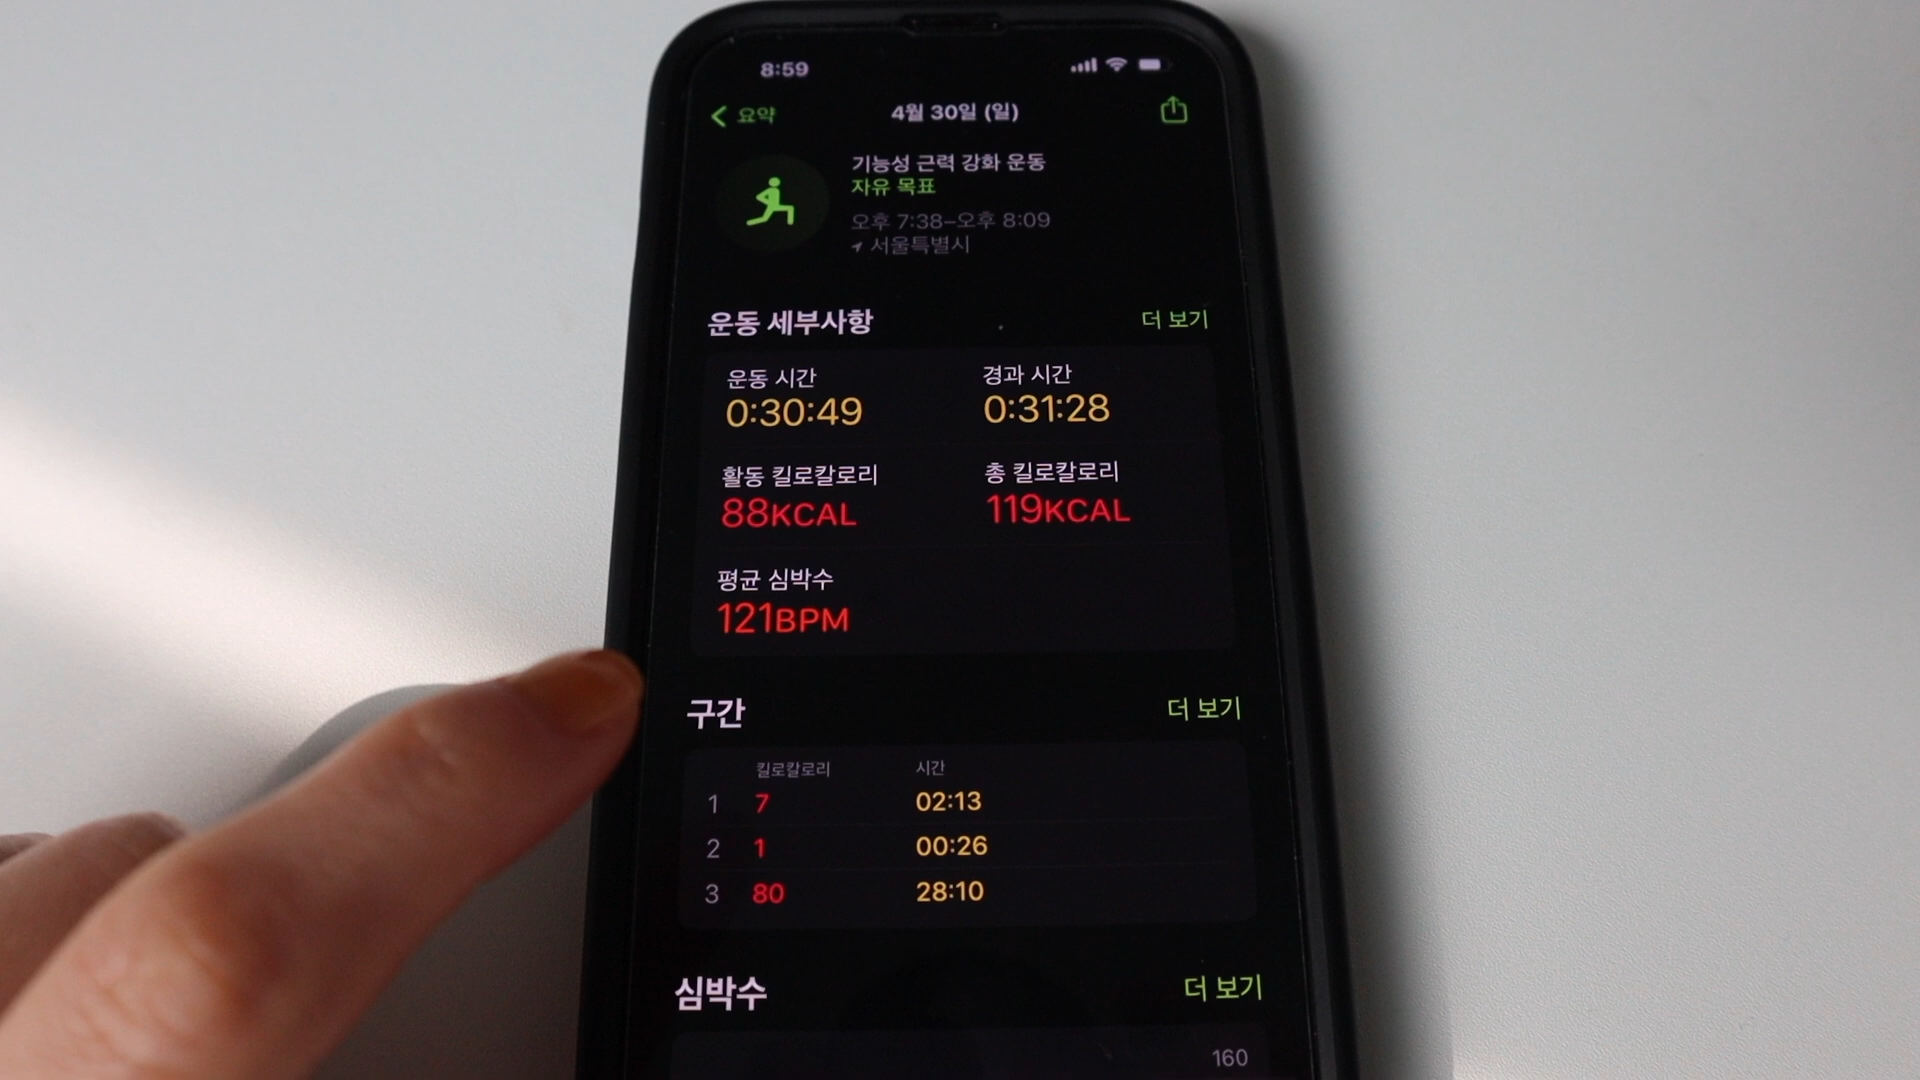 8:59
요약
4월 30일 (일)
기능성 근력 강화 운동
자유 목표
오후 7:38–오후 8:09
서울특별시
운동 세부사항 더 보기
운동 시간 경과 시간
0:30:49 0:31:28
활동 킬로칼로리 총 킬로칼로리
88KCAL 119KCAL
평균 심박수
121BPM
구간 더 보기
킬로칼로리 시간
1 7 02:13
2 1 00:26
3 80 28:10
심박수 더 보기
160